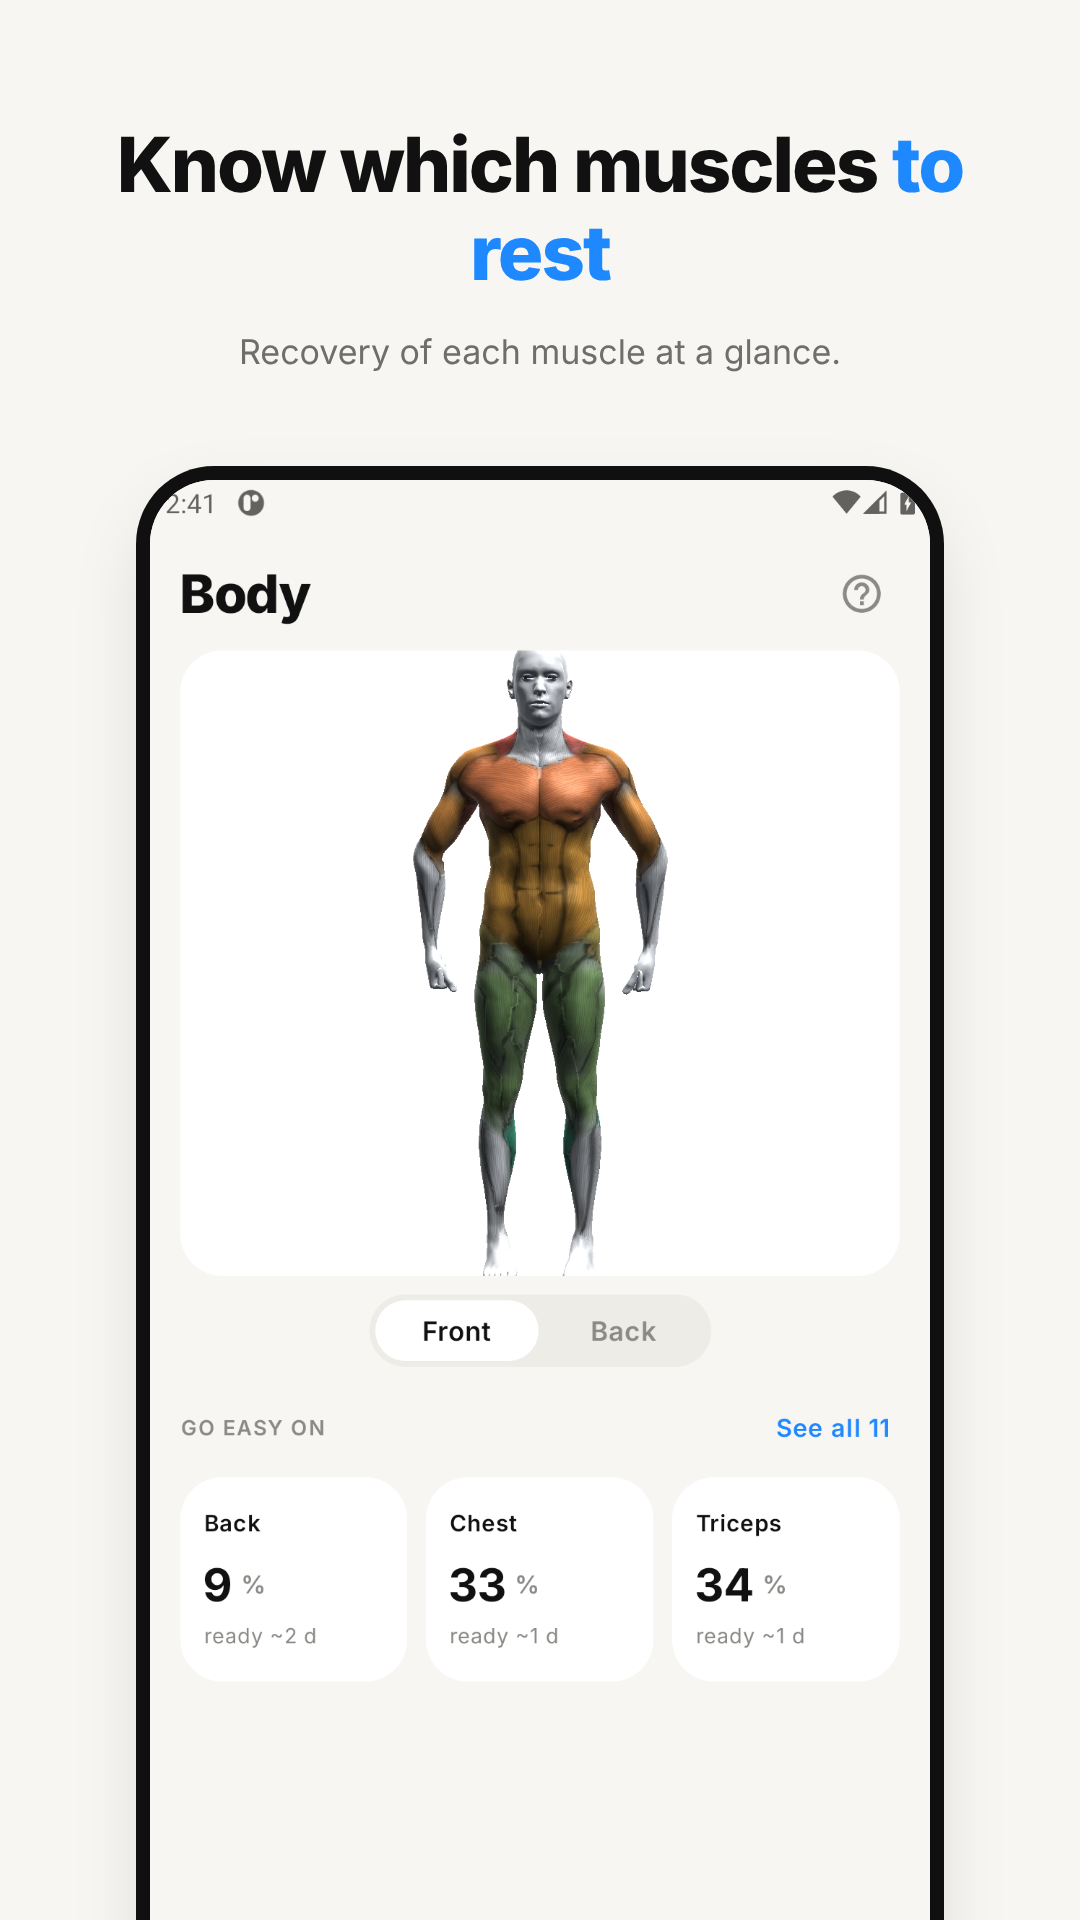 Know which muscles to
rest
Recovery of each muscle at a glance.
2:41
Body
Front Back
GO EASY ON See all 11
Back Chest Triceps
9 % 33 % 34 %
ready ~2 d ready ~1 d ready ~1 d